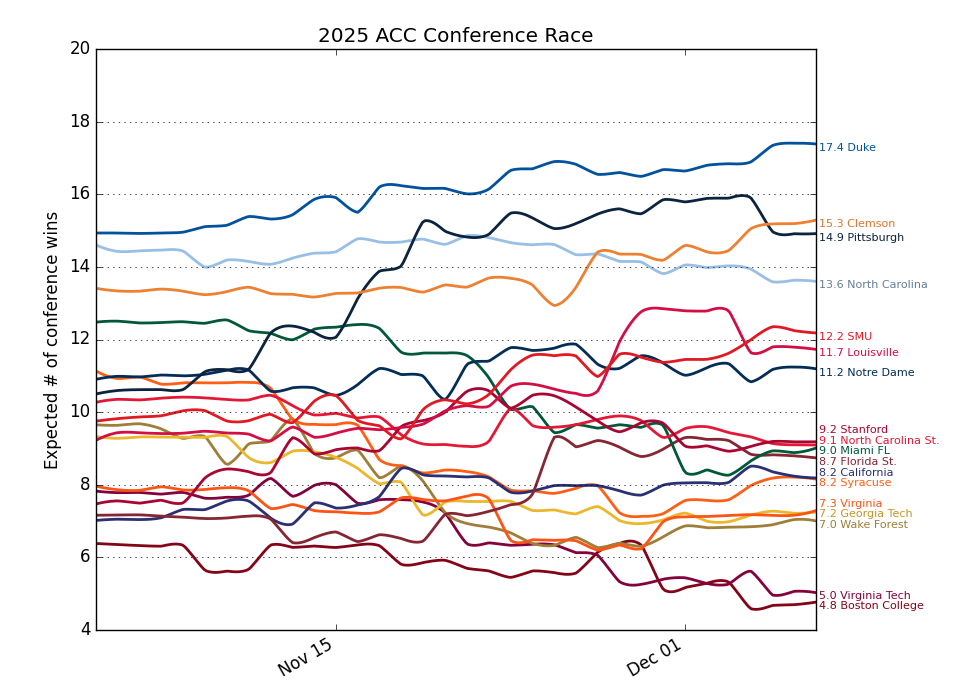 2025 ACC Conference Race
Expected # of conference wins
20
18
16
14
12
10
8
6
4
Nov 15
Dec 01
17.4 Duke
15.3 Clemson
14.9 Pittsburgh
13.6 North Carolina
12.2 SMU
11.7 Louisville
11.2 Notre Dame
9.2 Stanford
9.1 North Carolina St.
9.0 Miami FL
8.7 Florida St.
8.2 California
8.2 Syracuse
7.3 Virginia
7.2 Georgia Tech
7.0 Wake Forest
5.0 Virginia Tech
4.8 Boston College